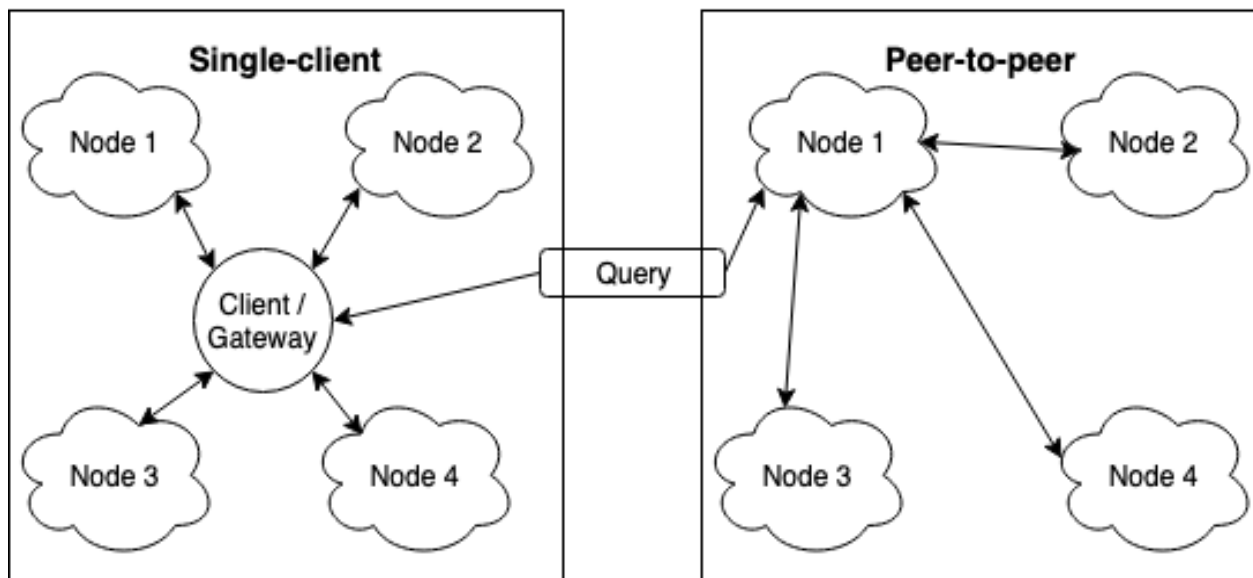 Single-client
Node 1
Node 2
Client /
Gateway
Node 3
Node 4
Query
Peer-to-peer
Node 1
Node 2
Node 3
Node 4